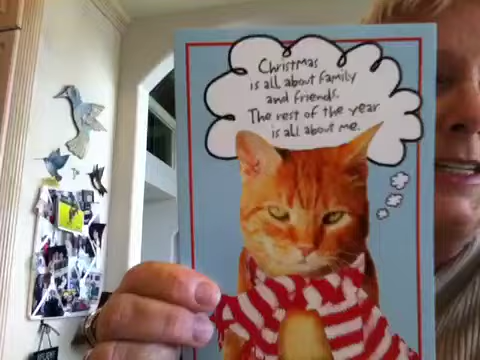 Christmas
is all about family
and friends.
The rest of the year
is all about me.